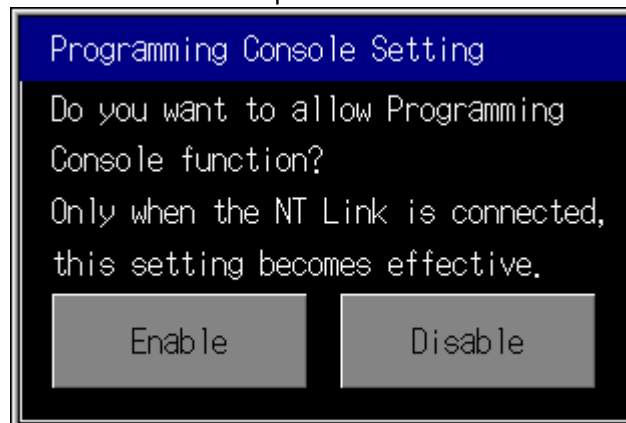 Programming Console Setting
Do you want to allow Programming
Console function?
Only when the NT Link is connected,
this setting becomes effective.
Enable
Disable